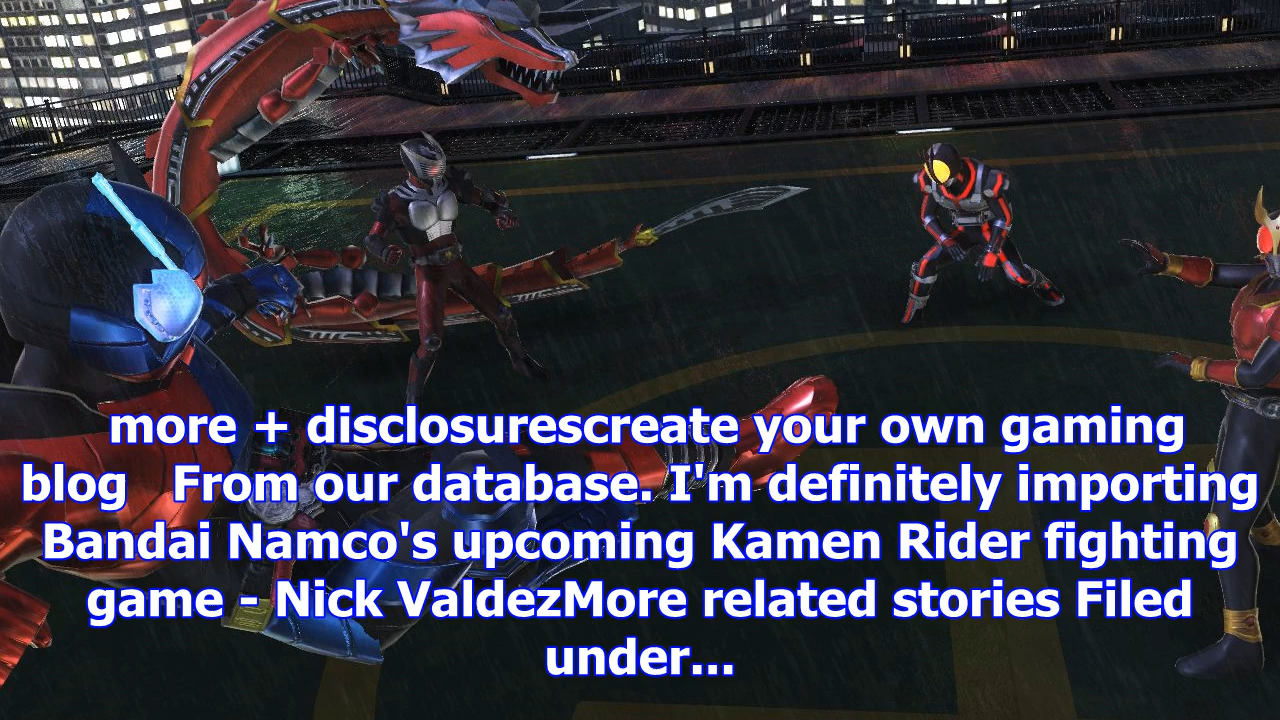 more + disclosurescreate your own gaming
blog   From our database. I'm definitely importing
Bandai Namco's upcoming Kamen Rider fighting
game - Nick ValdezMore related stories Filed
under...